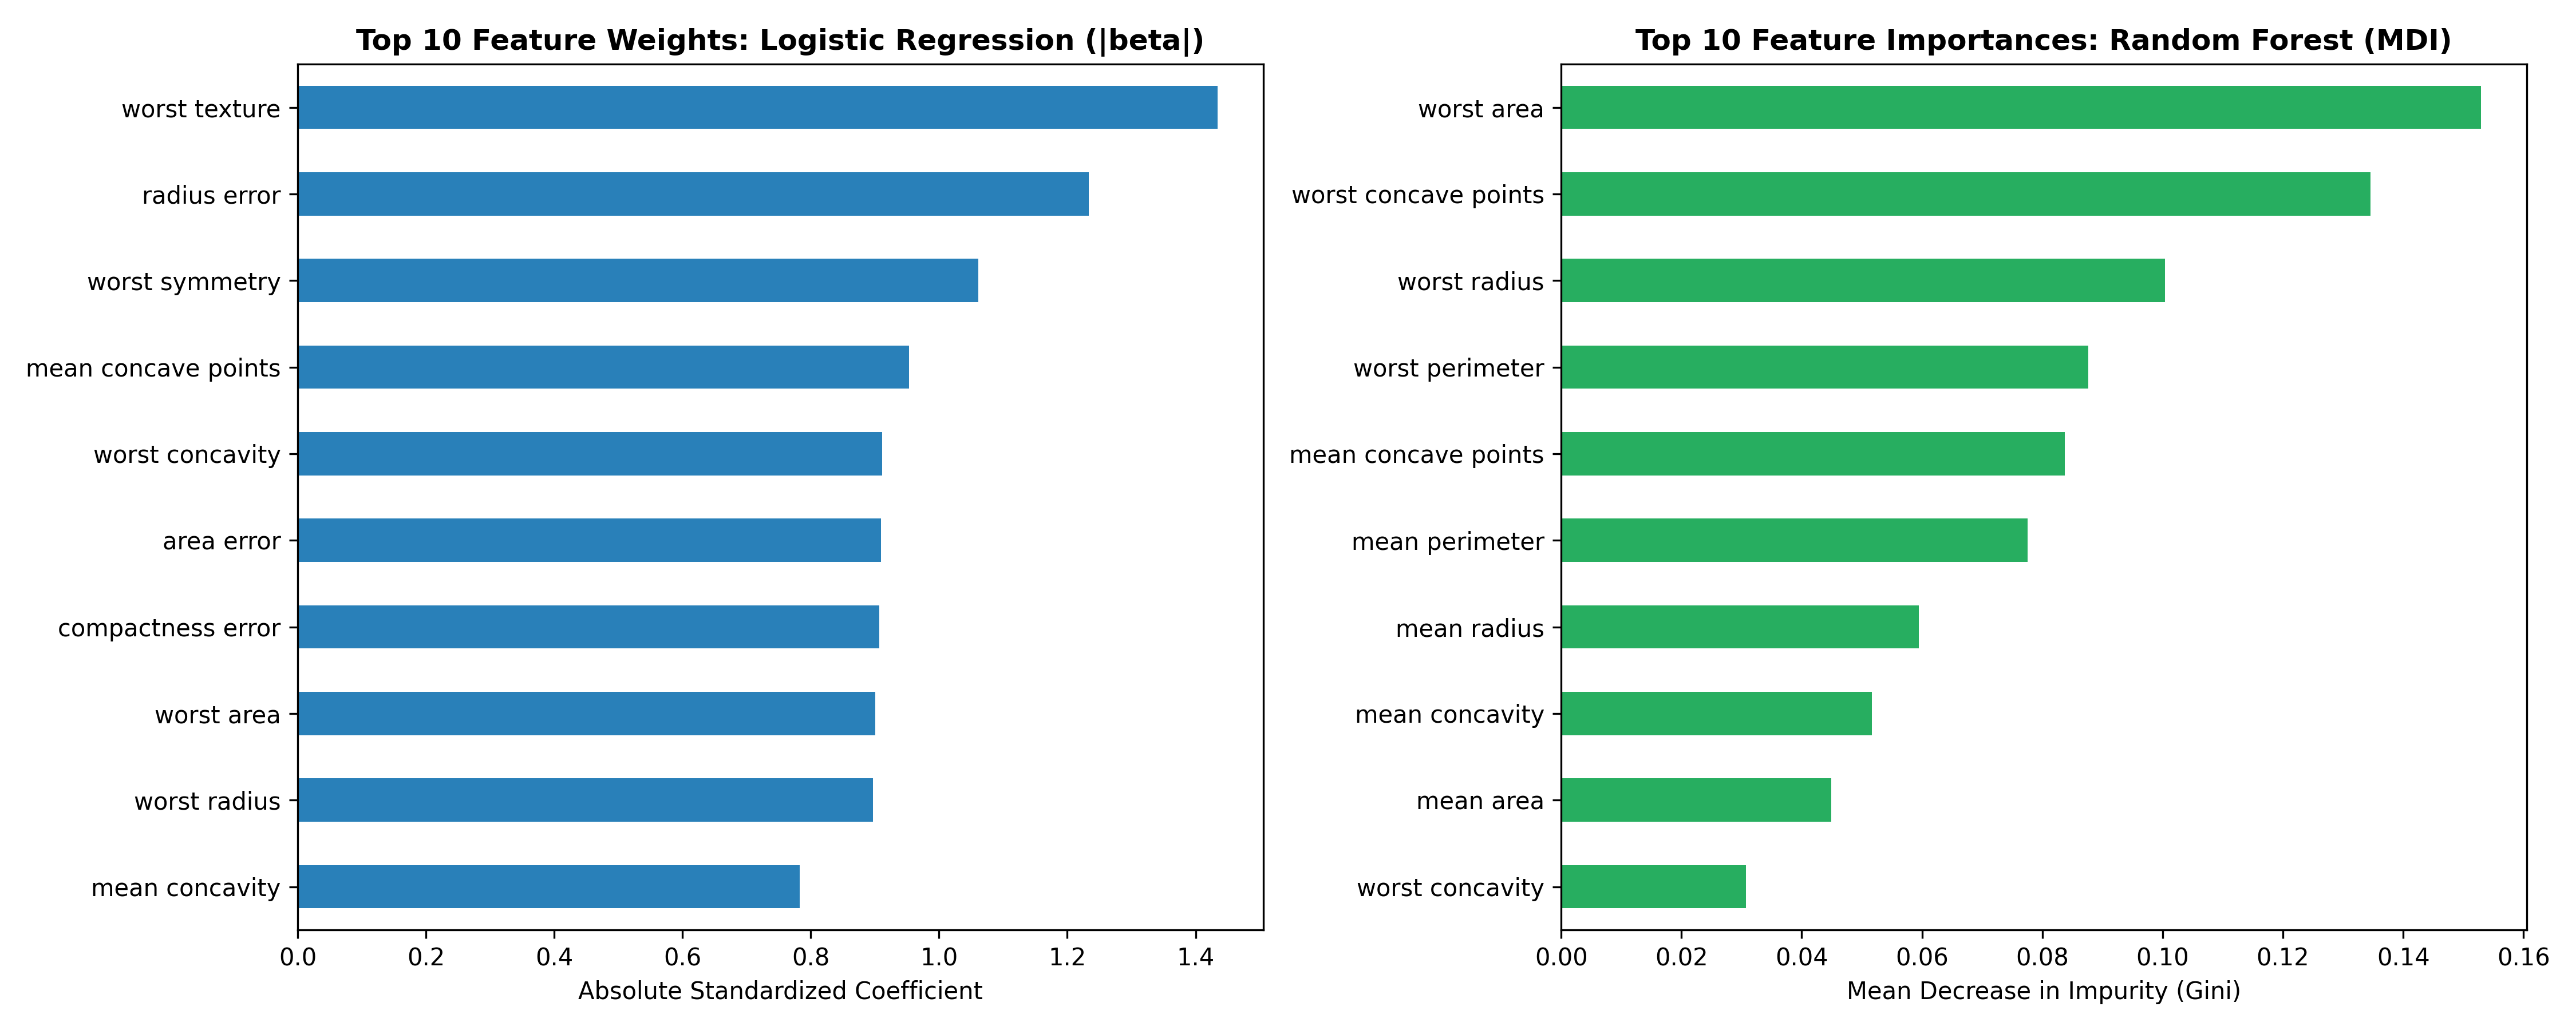 Top 10 Feature Weights: Logistic Regression (|beta|)
worst texture
radius error
worst symmetry
mean concave points
worst concavity
area error
compactness error
worst area
worst radius
mean concavity
0.0 0.2 0.4 0.6 0.8 1.0 1.2 1.4
Absolute Standardized Coefficient
Top 10 Feature Importances: Random Forest (MDI)
worst area
worst concave points
worst radius
worst perimeter
mean concave points
mean perimeter
mean radius
mean concavity
mean area
worst concavity
0.00 0.02 0.04 0.06 0.08 0.10 0.12 0.14 0.16
Mean Decrease in Impurity (Gini)